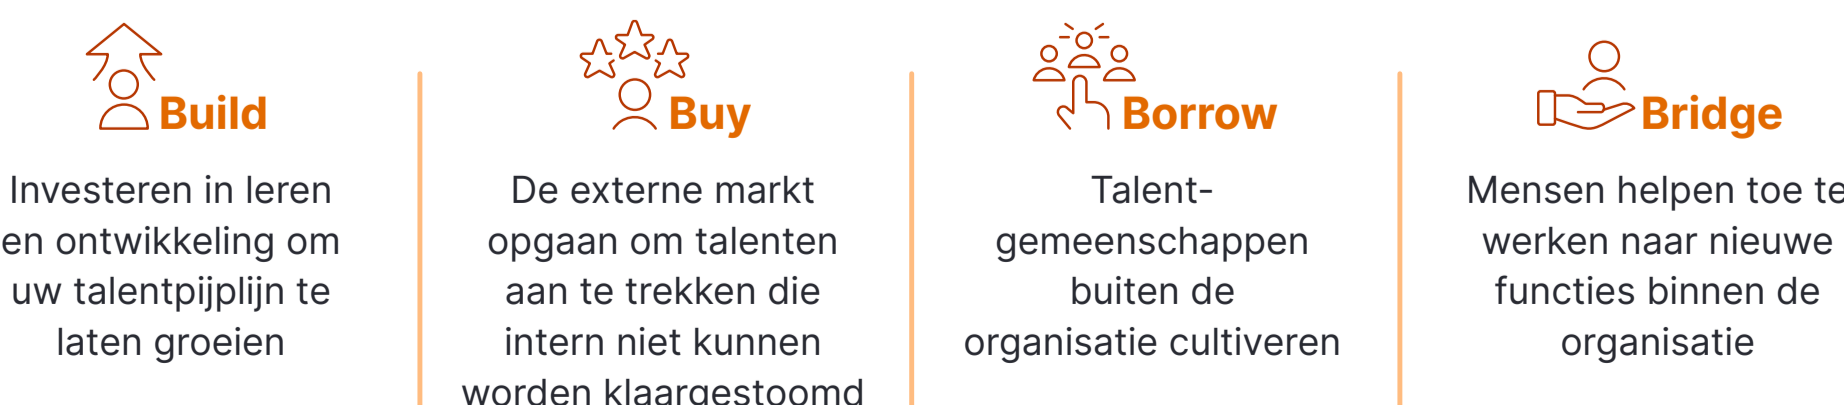 Build
Investeren in leren
en ontwikkeling om
uw talentpijplijn te
laten groeien
Buy
De externe markt
opgaan om talenten
aan te trekken die
intern niet kunnen
worden klaargestoomd
Borrow
Talent-
gemeenschappen
buiten de
organisatie cultiveren
Bridge
Mensen helpen toe te
werken naar nieuwe
functies binnen de
organisatie